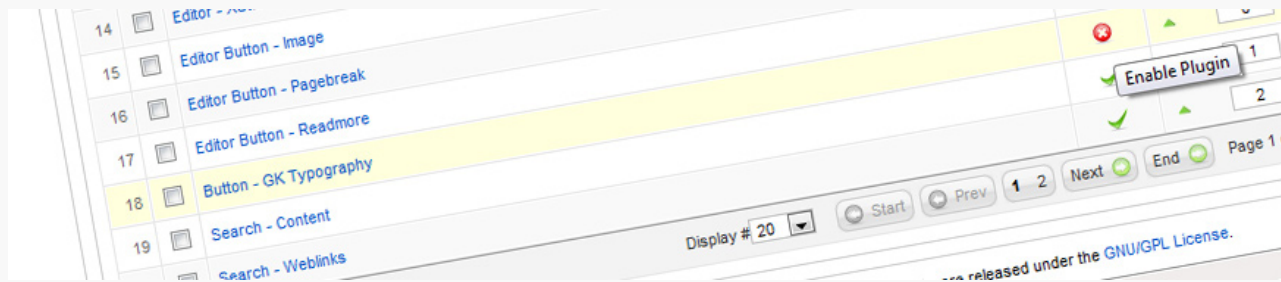 14 Editor -
15 Editor Button - Image
16 Editor Button - Pagebreak
17 Editor Button - Readmore
18 Button - GK Typography
Enable Plugin
1
19 Search - Content
2
Search - Weblinks
Display # 20 Start Prev 1 2 Next End Page 1
released under the GNU/GPL License.